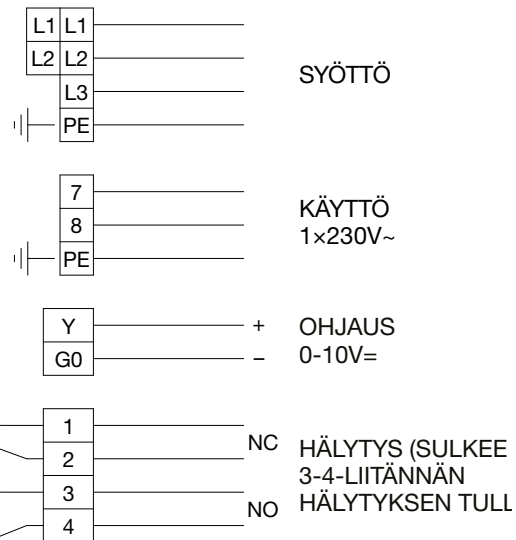 L1 L1
L2 L2
L3
PE
SYÖTTÖ
7
8
PE
KÄYTTÖ
1×230V~
Y +
G0 –
OHJAUS
0-10V=
1
2
3
4
NC
NO
HÄLYTYS (SULKEE
3-4-LIITÄNNÄN
HÄLYTYKSEN TULL